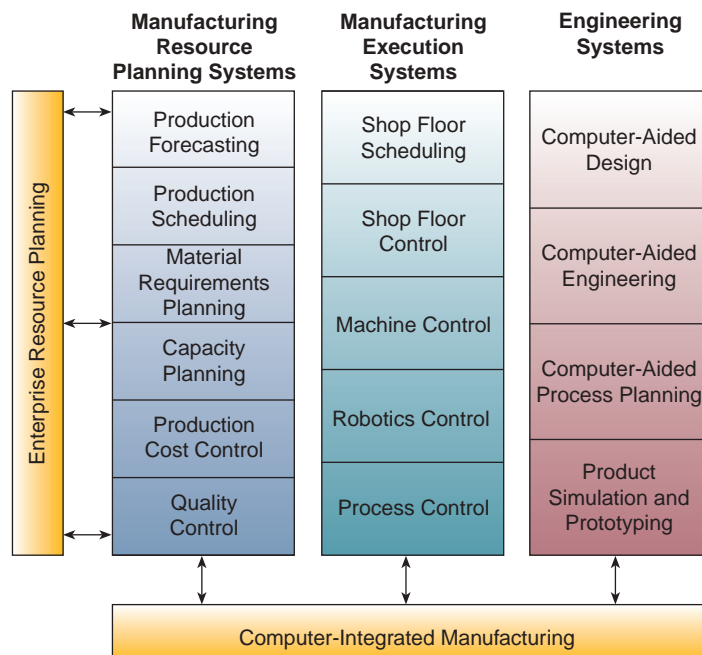 Manufacturing
Resource
Planning Systems
Manufacturing
Execution
Systems
Engineering
Systems
Enterprise Resource Planning
Production
Forecasting
Production
Scheduling
Material
Requirements
Planning
Capacity
Planning
Production
Cost Control
Quality
Control
Shop Floor
Scheduling
Shop Floor
Control
Machine Control
Robotics Control
Process Control
Computer-Aided
Design
Computer-Aided
Engineering
Computer-Aided
Process Planning
Product
Simulation and
Prototyping
Computer-Integrated Manufacturing